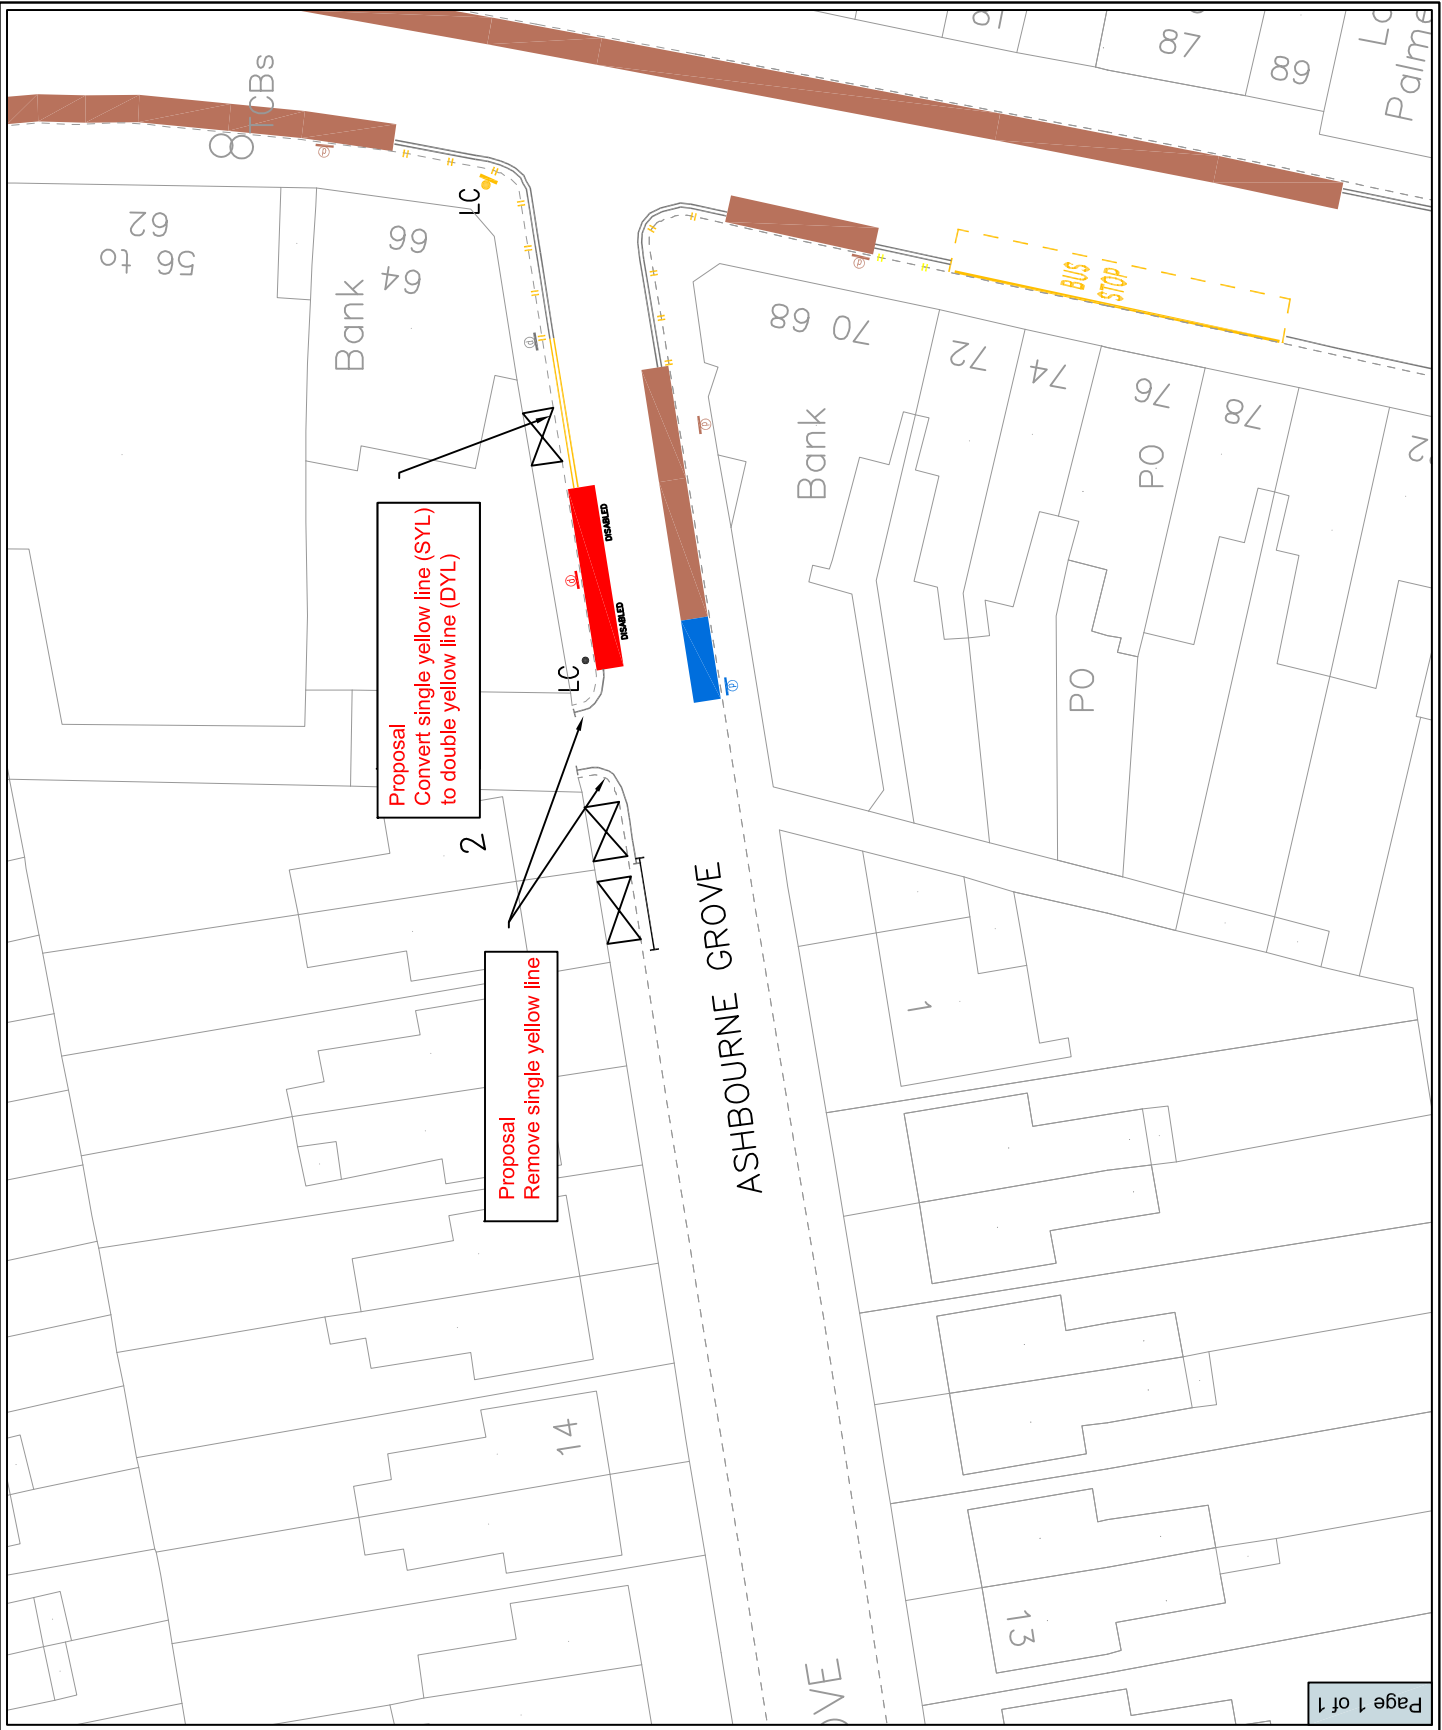 TCBs
87
89
Palme
LC
56 to
62
64
66
Bank
BUS
STOP
70 68
72
74
76
78
Bank
PO
PO
DISABLED
DISABLED
LC
Proposal
Convert single yellow line (SYL)
to double yellow line (DYL)
2
Proposal
Remove single yellow line
ASHBOURNE GROVE
1
14
13
OVE
Page 1 of 1